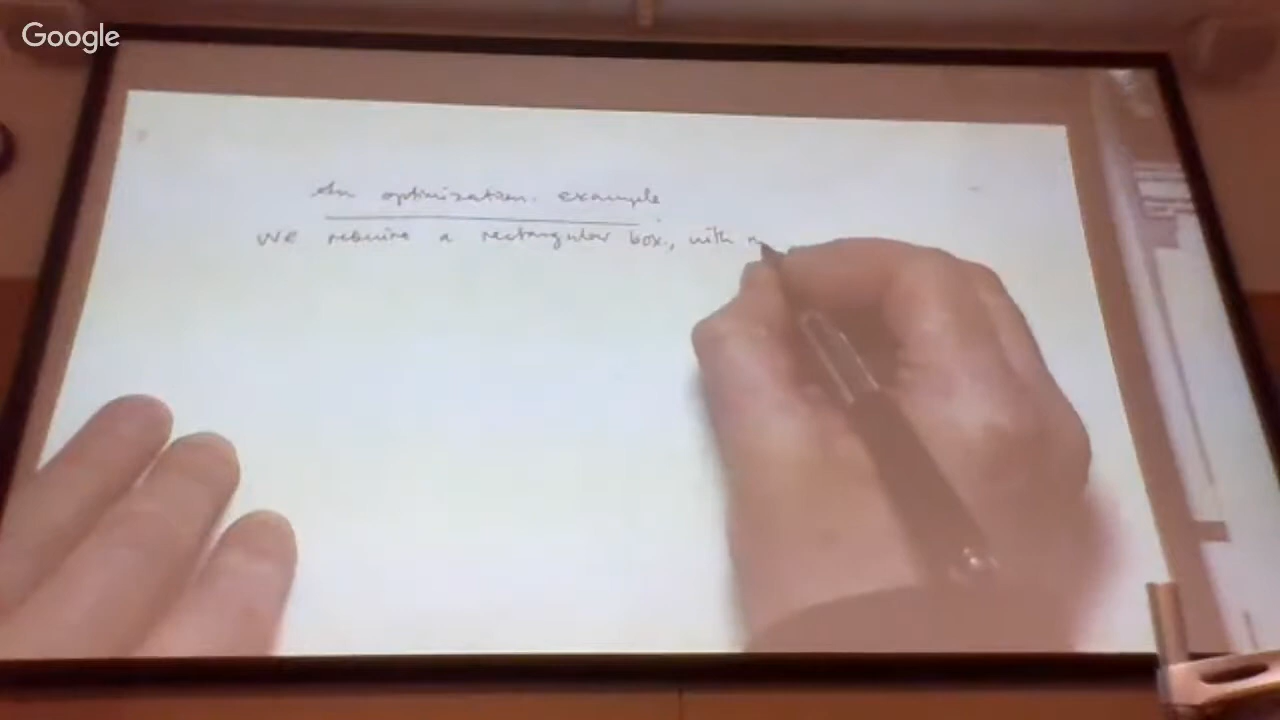 Google
An optimization example
We require a rectangular box, with n